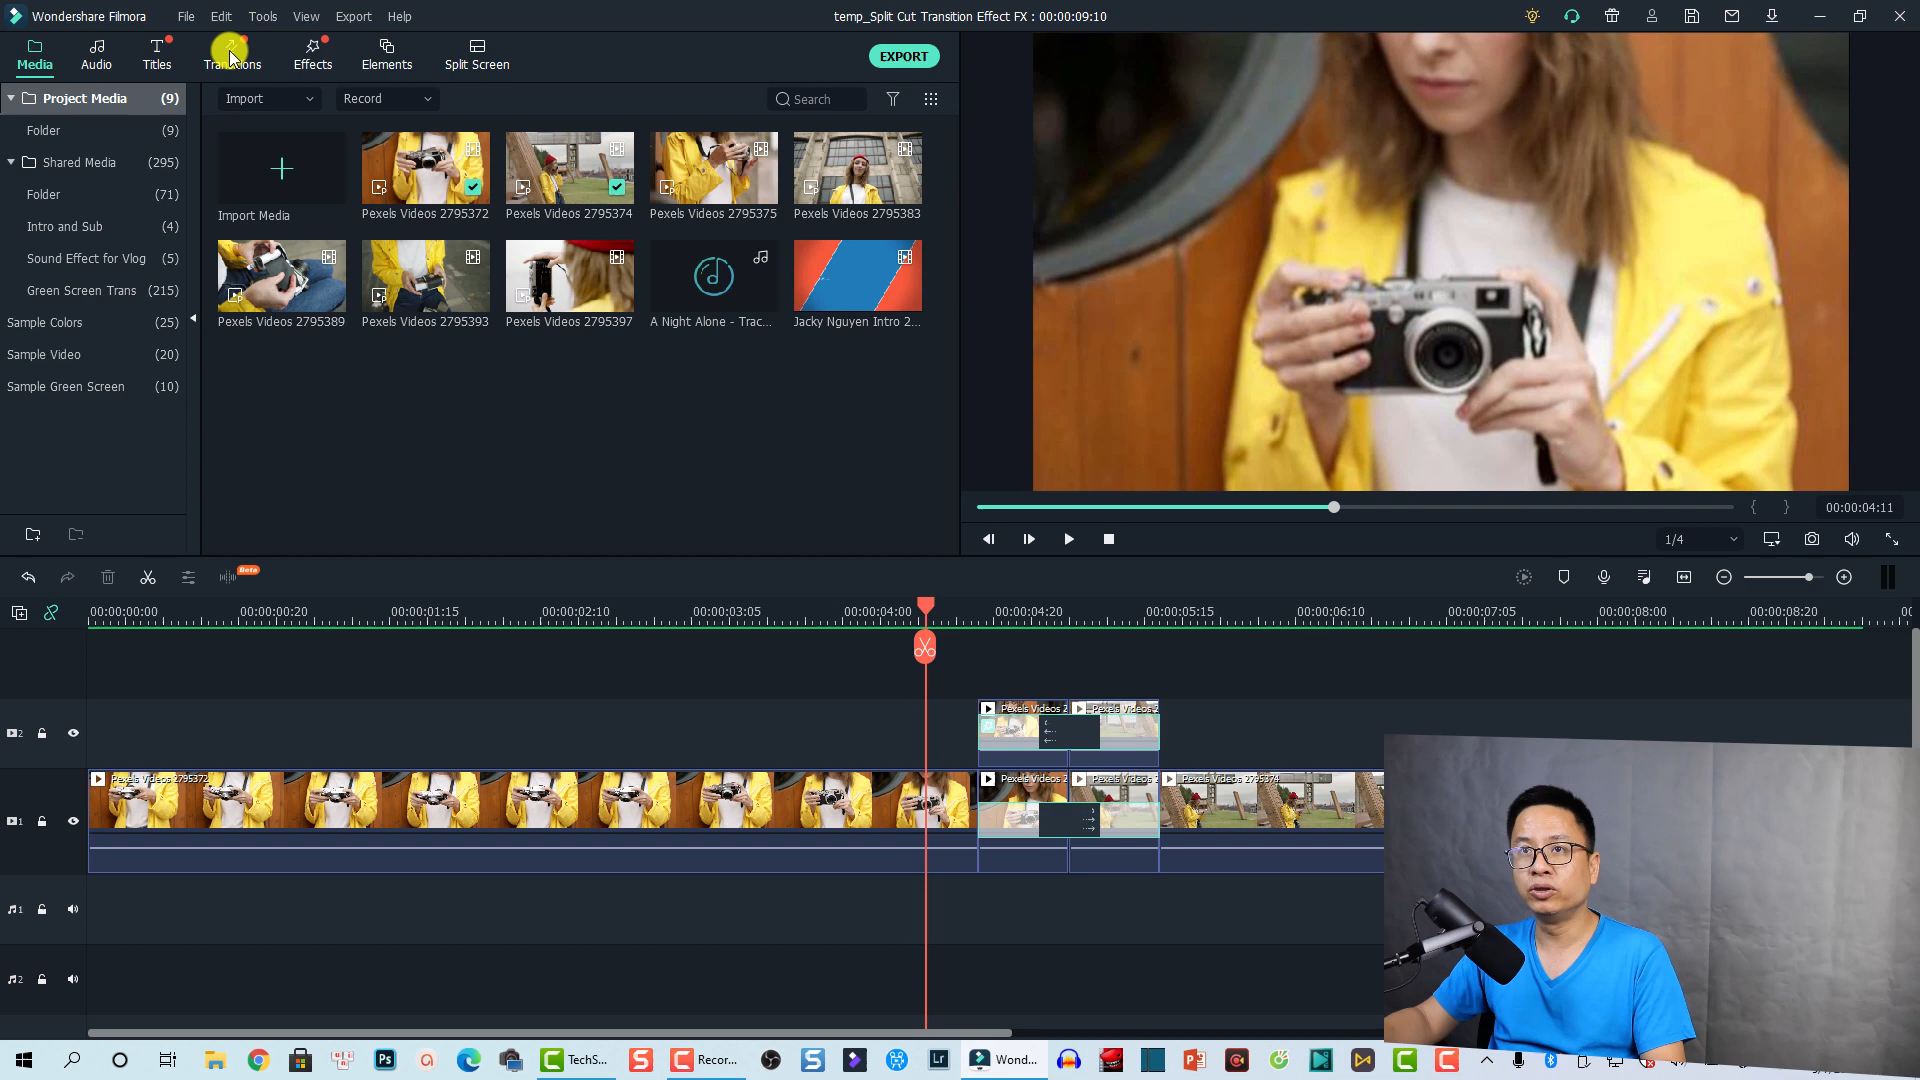 Wondershare Filmora
File Edit Tools View Export Help
temp_Split Cut Transition Effect FX : 00:00:09:10
Media Audio Titles Transitions Effects Elements Split Screen
EXPORT
Project Media (9)
Import Record Search
Folder (9)
Shared Media (295)
Folder (71)
Intro and Sub (4)
Sound Effect for Vlog (5)
Green Screen Trans (215)
Sample Colors (25)
Sample Video (20)
Sample Green Screen (10)
Import Media
Pexels Videos 2795372
Pexels Videos 2795374
Pexels Videos 2795375
Pexels Videos 2795383
Pexels Videos 2795389
Pexels Videos 2795393
Pexels Videos 2795397
A Night Alone - Trac...
Jacky Nguyen Intro 2...
{ } 00:00:04:11
1/4
Beta
00:00:00:00 00:00:00:20 00:00:01:15 00:00:02:10 00:00:03:05 00:00:04:00 00:00:04:20 00:00:05:15 00:00:06:10 00:00:07:05 00:00:08:00 00:00:08:20
2
Pexels Videos 2 Pexels Videos 2
1
Pexels Videos 2795372 Pexels Videos 2 Pexels Videos 2 Pexels Videos 2795374
1
2
Ps TechS... S Recor... S Lr Wond...